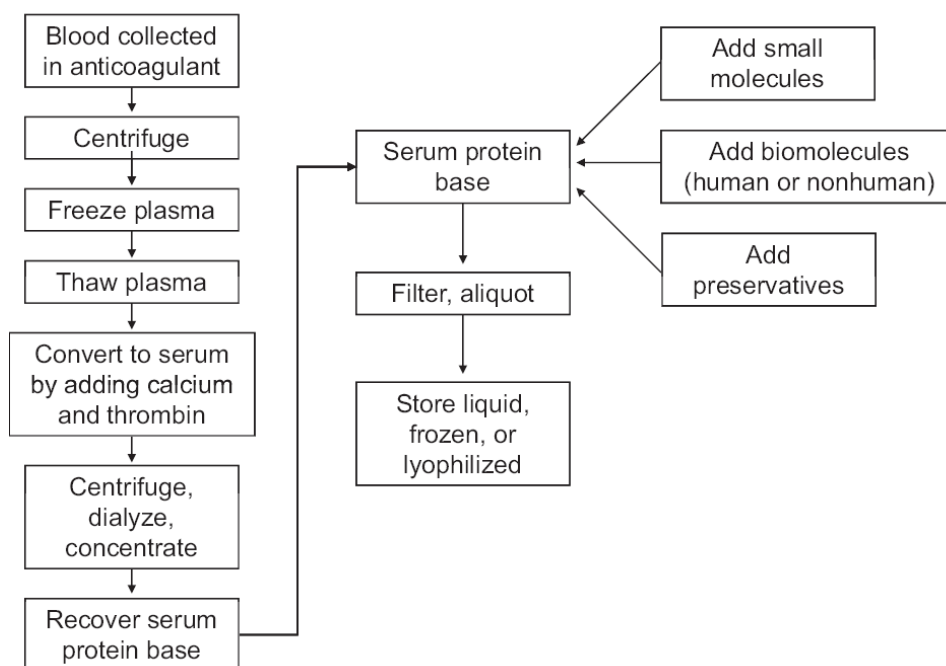 Blood collected
in anticoagulant
Centrifuge
Freeze plasma
Thaw plasma
Convert to serum
by adding calcium
and thrombin
Centrifuge,
dialyze,
concentrate
Recover serum
protein base
Serum protein
base
Filter, aliquot
Store liquid,
frozen, or
lyophilized
Add small
molecules
Add biomolecules
(human or nonhuman)
Add
preservatives